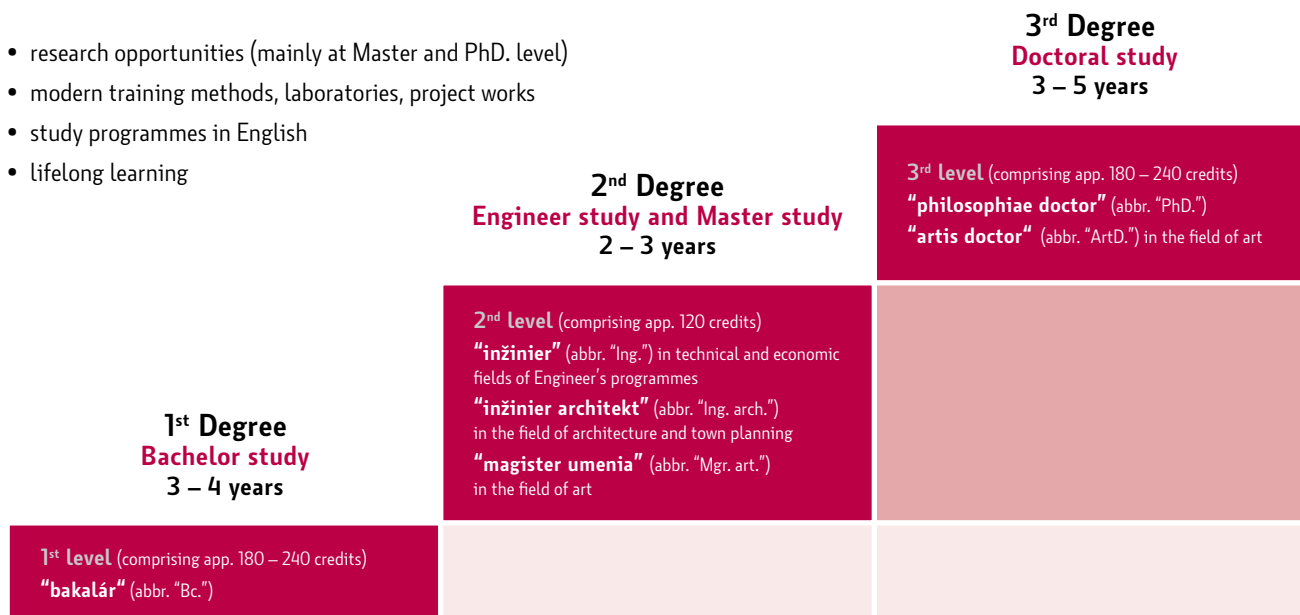 • research opportunities (mainly at Master and PhD. level)
• modern training methods, laboratories, project works
• study programmes in English
• lifelong learning
1st Degree
Bachelor study
3 – 4 years
1st level (comprising app. 180 – 240 credits)
"bakalár“ (abbr. "Bc.")
2nd Degree
Engineer study and Master study
2 – 3 years
2nd level (comprising app. 120 credits)
"inžinier" (abbr. "Ing.") in technical and economic
fields of Engineer's programmes
"inžinier architekt" (abbr. "Ing. arch.")
in the field of architecture and town planning
"magister umenia" (abbr. "Mgr. art.")
in the field of art
3rd Degree
Doctoral study
3 – 5 years
3rd level (comprising app. 180 – 240 credits)
"philosophiae doctor" (abbr. "PhD.")
"artis doctor“ (abbr. "ArtD.") in the field of art